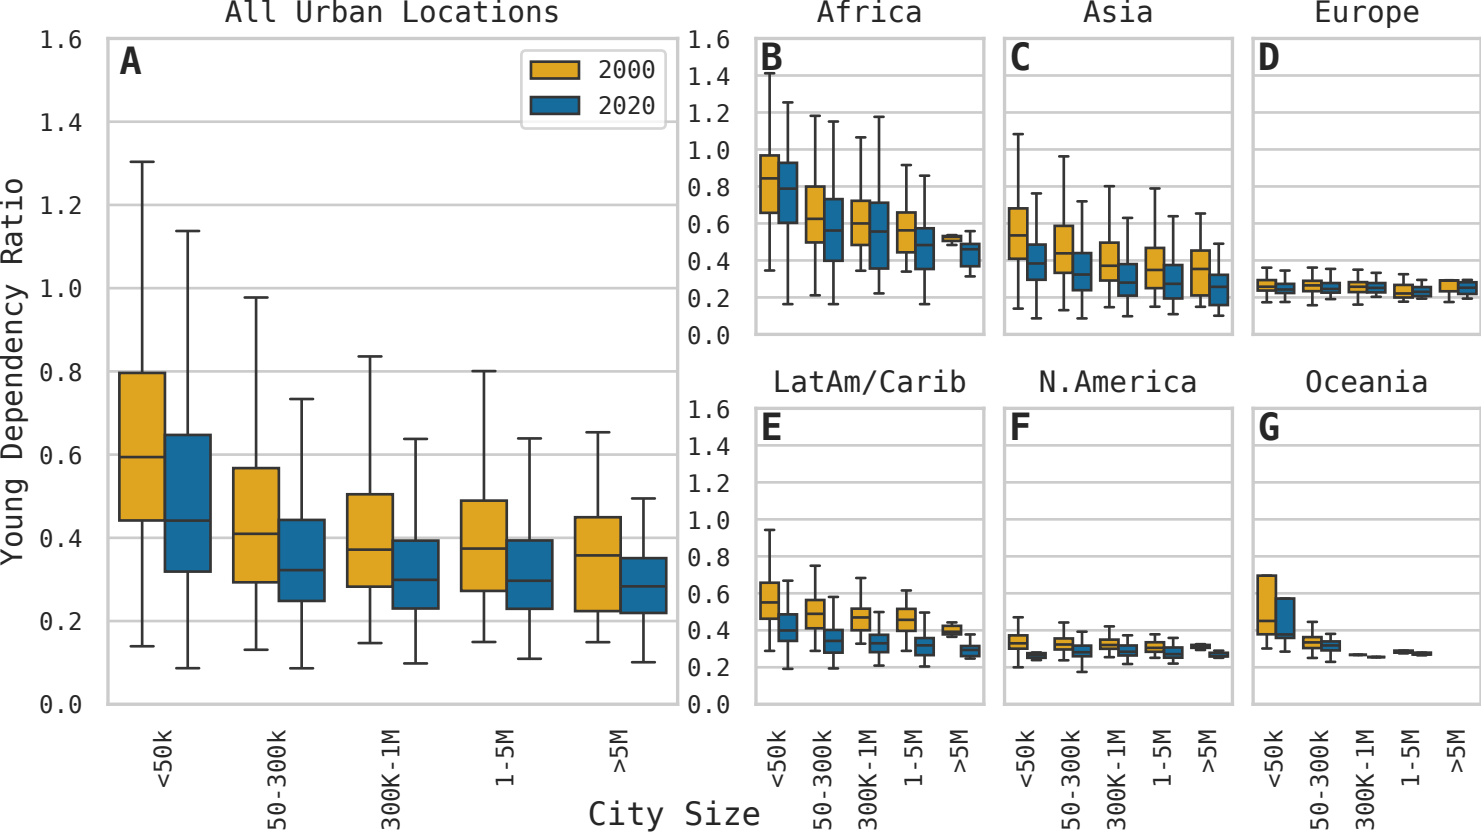 All Urban Locations
Africa
Asia
Europe
Young Dependency Ratio
1.6
1.4
1.2
1.0
0.8
0.6
0.4
0.2
0.0
A
2000
2020
<50k
50-300k
300K-1M
1-5M
>5M
1.6
1.4
1.2
1.0
0.8
0.6
0.4
0.2
0.0
B
C
D
LatAm/Carib
N.America
Oceania
1.6
1.4
1.2
1.0
0.8
0.6
0.4
0.2
0.0
E
F
G
<50k
50-300k
300K-1M
1-5M
>5M
<50k
50-300k
300K-1M
1-5M
>5M
<50k
50-300k
300K-1M
1-5M
>5M
City Size